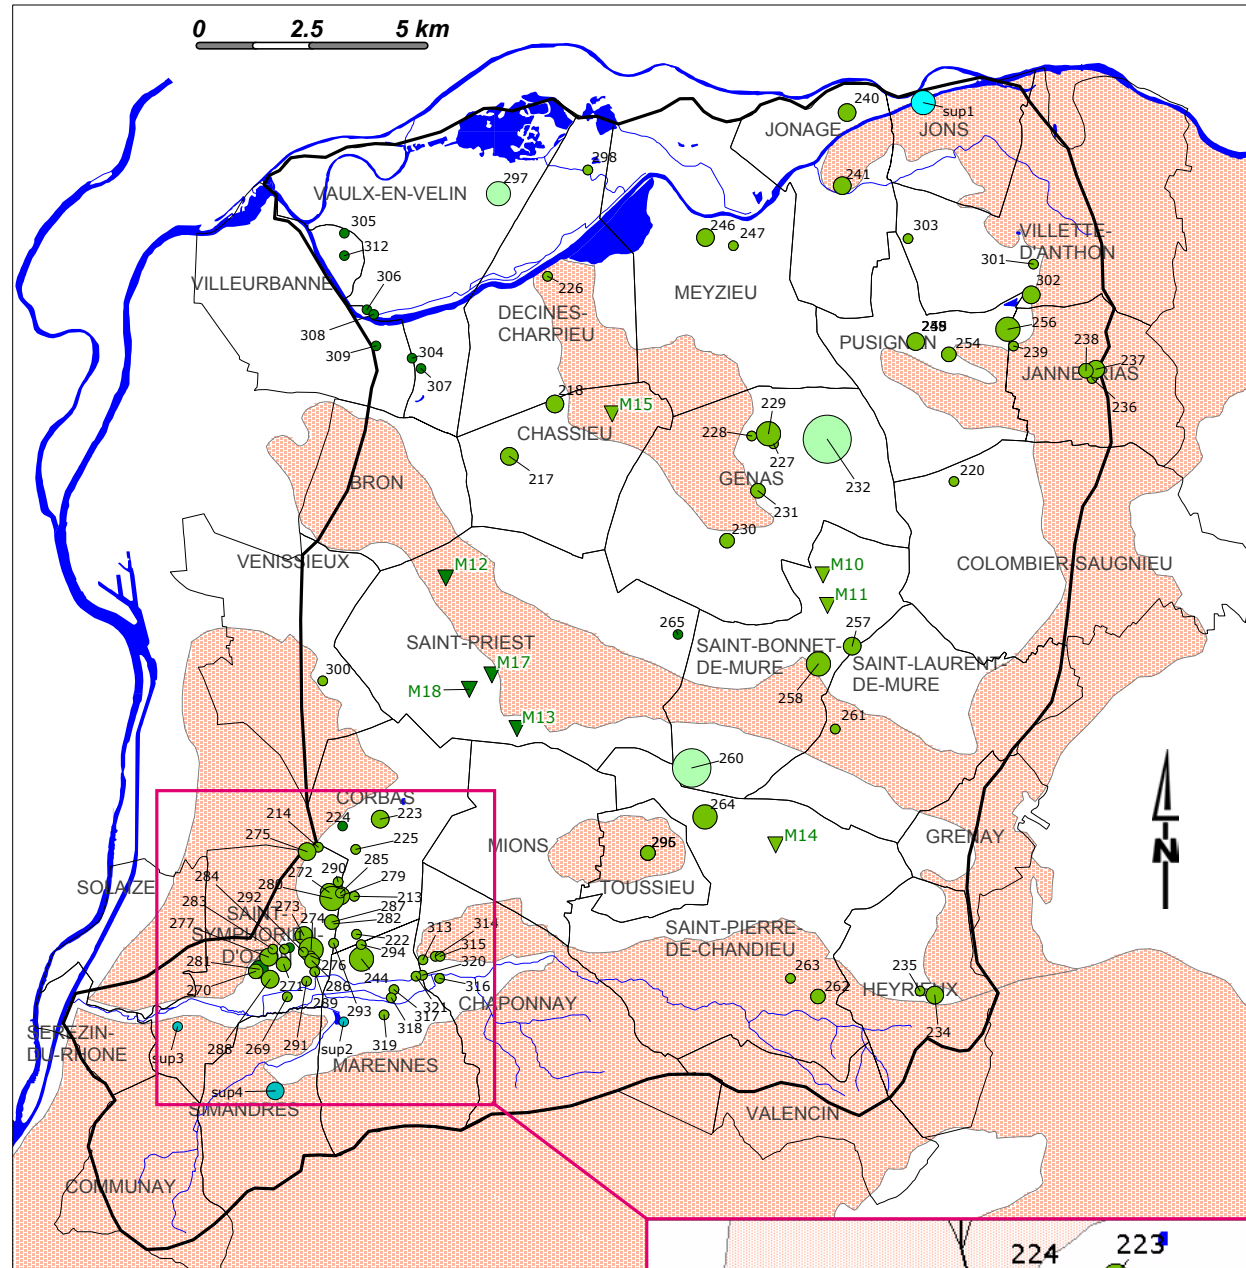 0 2.5 5 km
240
sup1
JONAGE
JONS
298
297
241
VAULX-EN-VELIN
305
246
247
303
VILLETTE-
D'ANTHON
312
301
VILLEURBANNE
306
226
302
MEYZIEU
DECINES-
CHARPIEU
308
256
248
PUSIGNAN
309
304
254
239
238
237
307
JANNEYRIAS
236
218
M15
229
CHASSIEU
228
227
217
GENAS
232
220
BRON
231
230
VENISSIEUX
M12
M10
COLOMBIER-SAUGNIEU
M11
265
257
SAINT-PRIEST
SAINT-BONNET-
DE-MURE
SAINT-LAURENT-
DE-MURE
300
M17
M18
258
M13
261
260
CORBAS
214
224
223
264
275
225
MIONS
M14
GRENAY
295
272
290
285
284
280
279
SOLAIZE
TOUSSIEU
292
273
213
283
SAINT-
SYMPHORIEN-
D'OZON
287
274
282
277
313
314
222
SAINT-PIERRE-
DE-CHANDIEU
294
315
281
276
320
263
235
270
271
286
244
316
262
HEYRIEUX
CHAPONNAY
289
293
321
317
234
SEREZIN-
DU-RHONE
318
sup3
288
269
291
sup2
319
MARENNES
sup4
SIMANDRES
VALENCIN
COMMUNAY
N
224
223